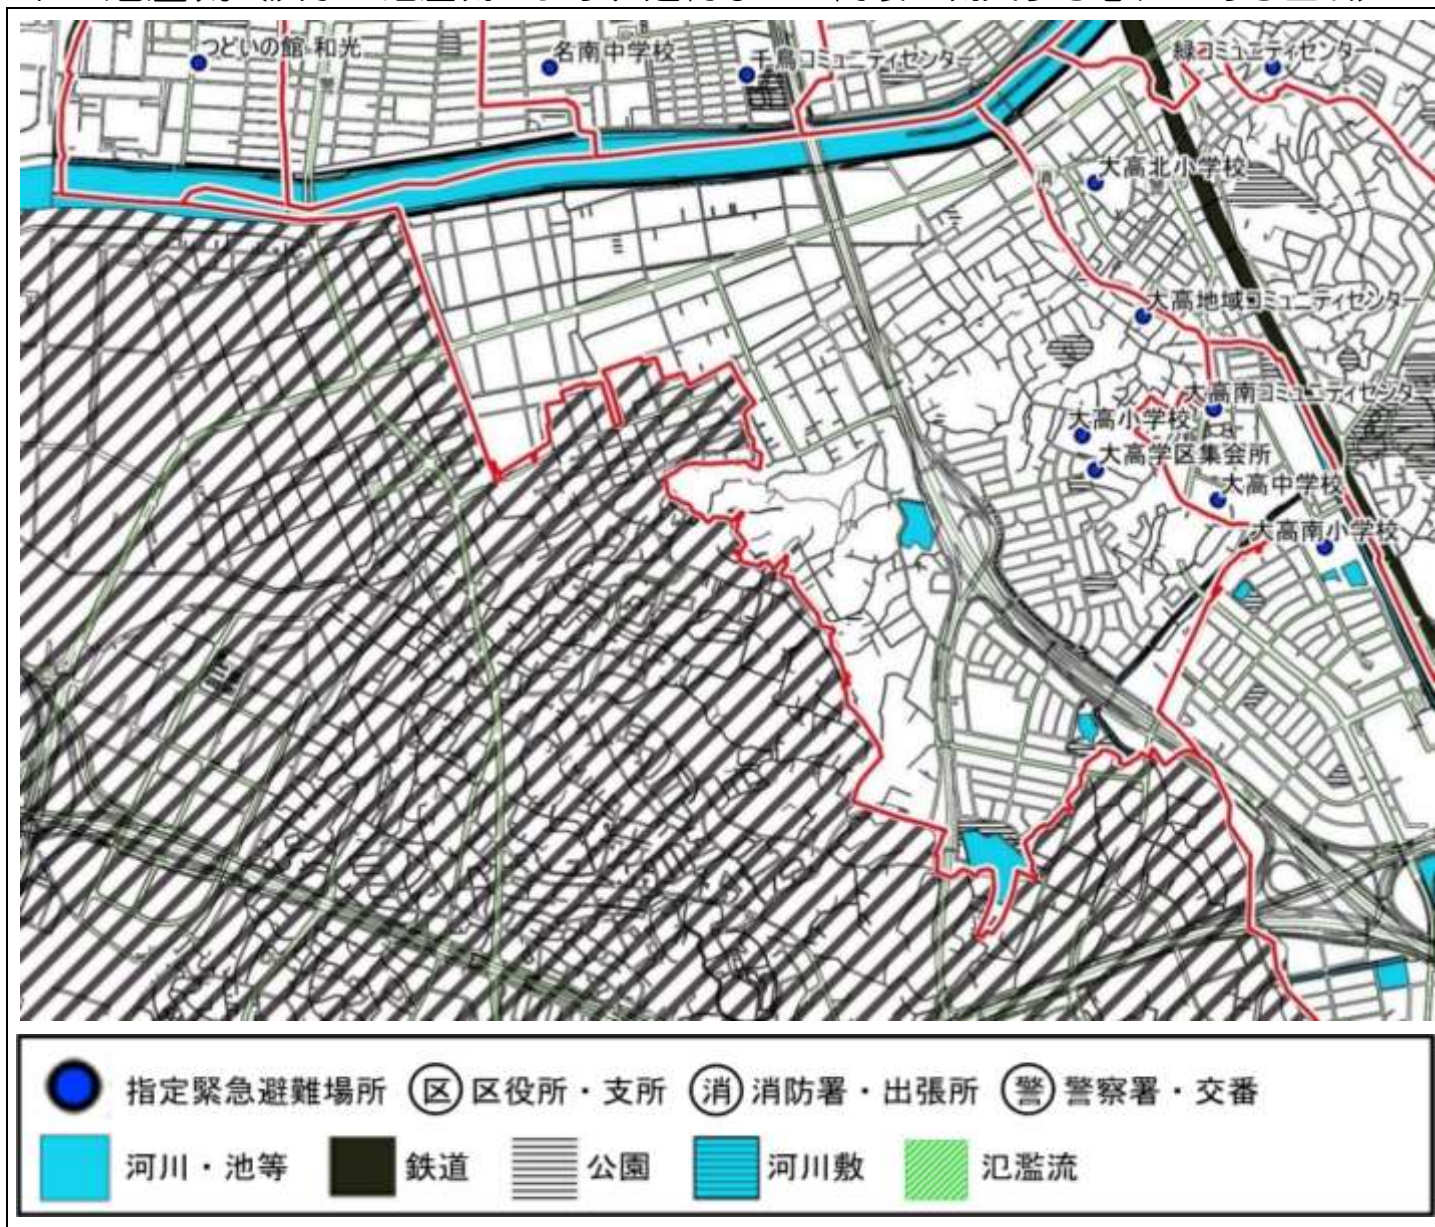 つどいの館 和光
名南中学校
千鳥コミュニティセンター
緑コミュニティセンター
大高北小学校
消
大高地域コミュニティセンター
大高南コミュニティセンター
大高小学校
大高学区集会所
大高中学校
大高南小学校
指定緊急避難場所 区 区役所・支所 消 消防署・出張所 警 警察署・交番
河川・池等 鉄道 公園 河川敷 氾濫流